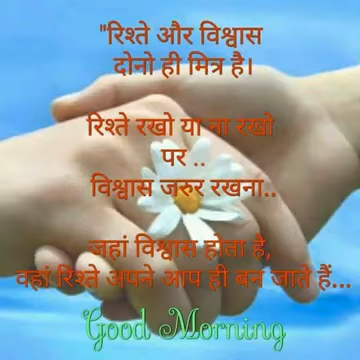 "रिश्ते और विश्वास
दोनो ही मित्र है।
रिश्ते रखो या ना रखो
पर ..
विश्वास जरुर रखना..
जहां विश्वास होता है,
वहां रिश्ते अपने आप ही बन जाते हैं...
Good Morning